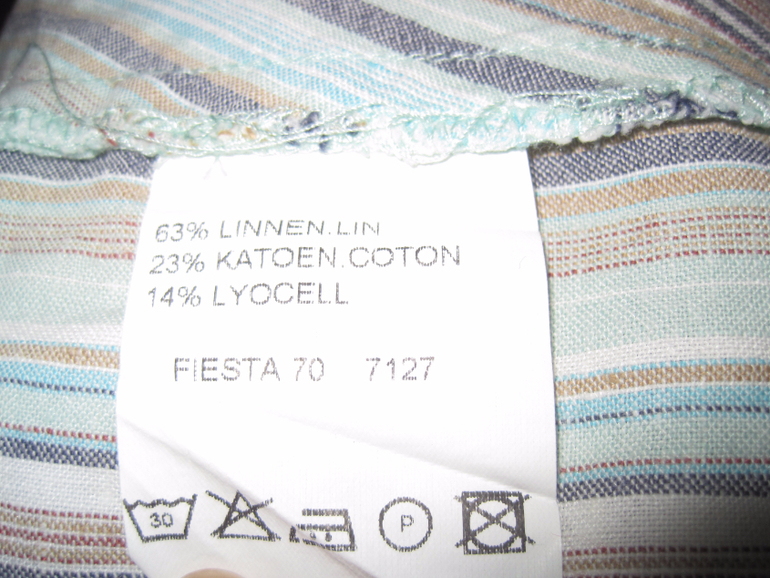 63% LINNEN.LIN
23% KATOEN.COTON
14% LYOCELL
FIESTA 70 7127
30 P